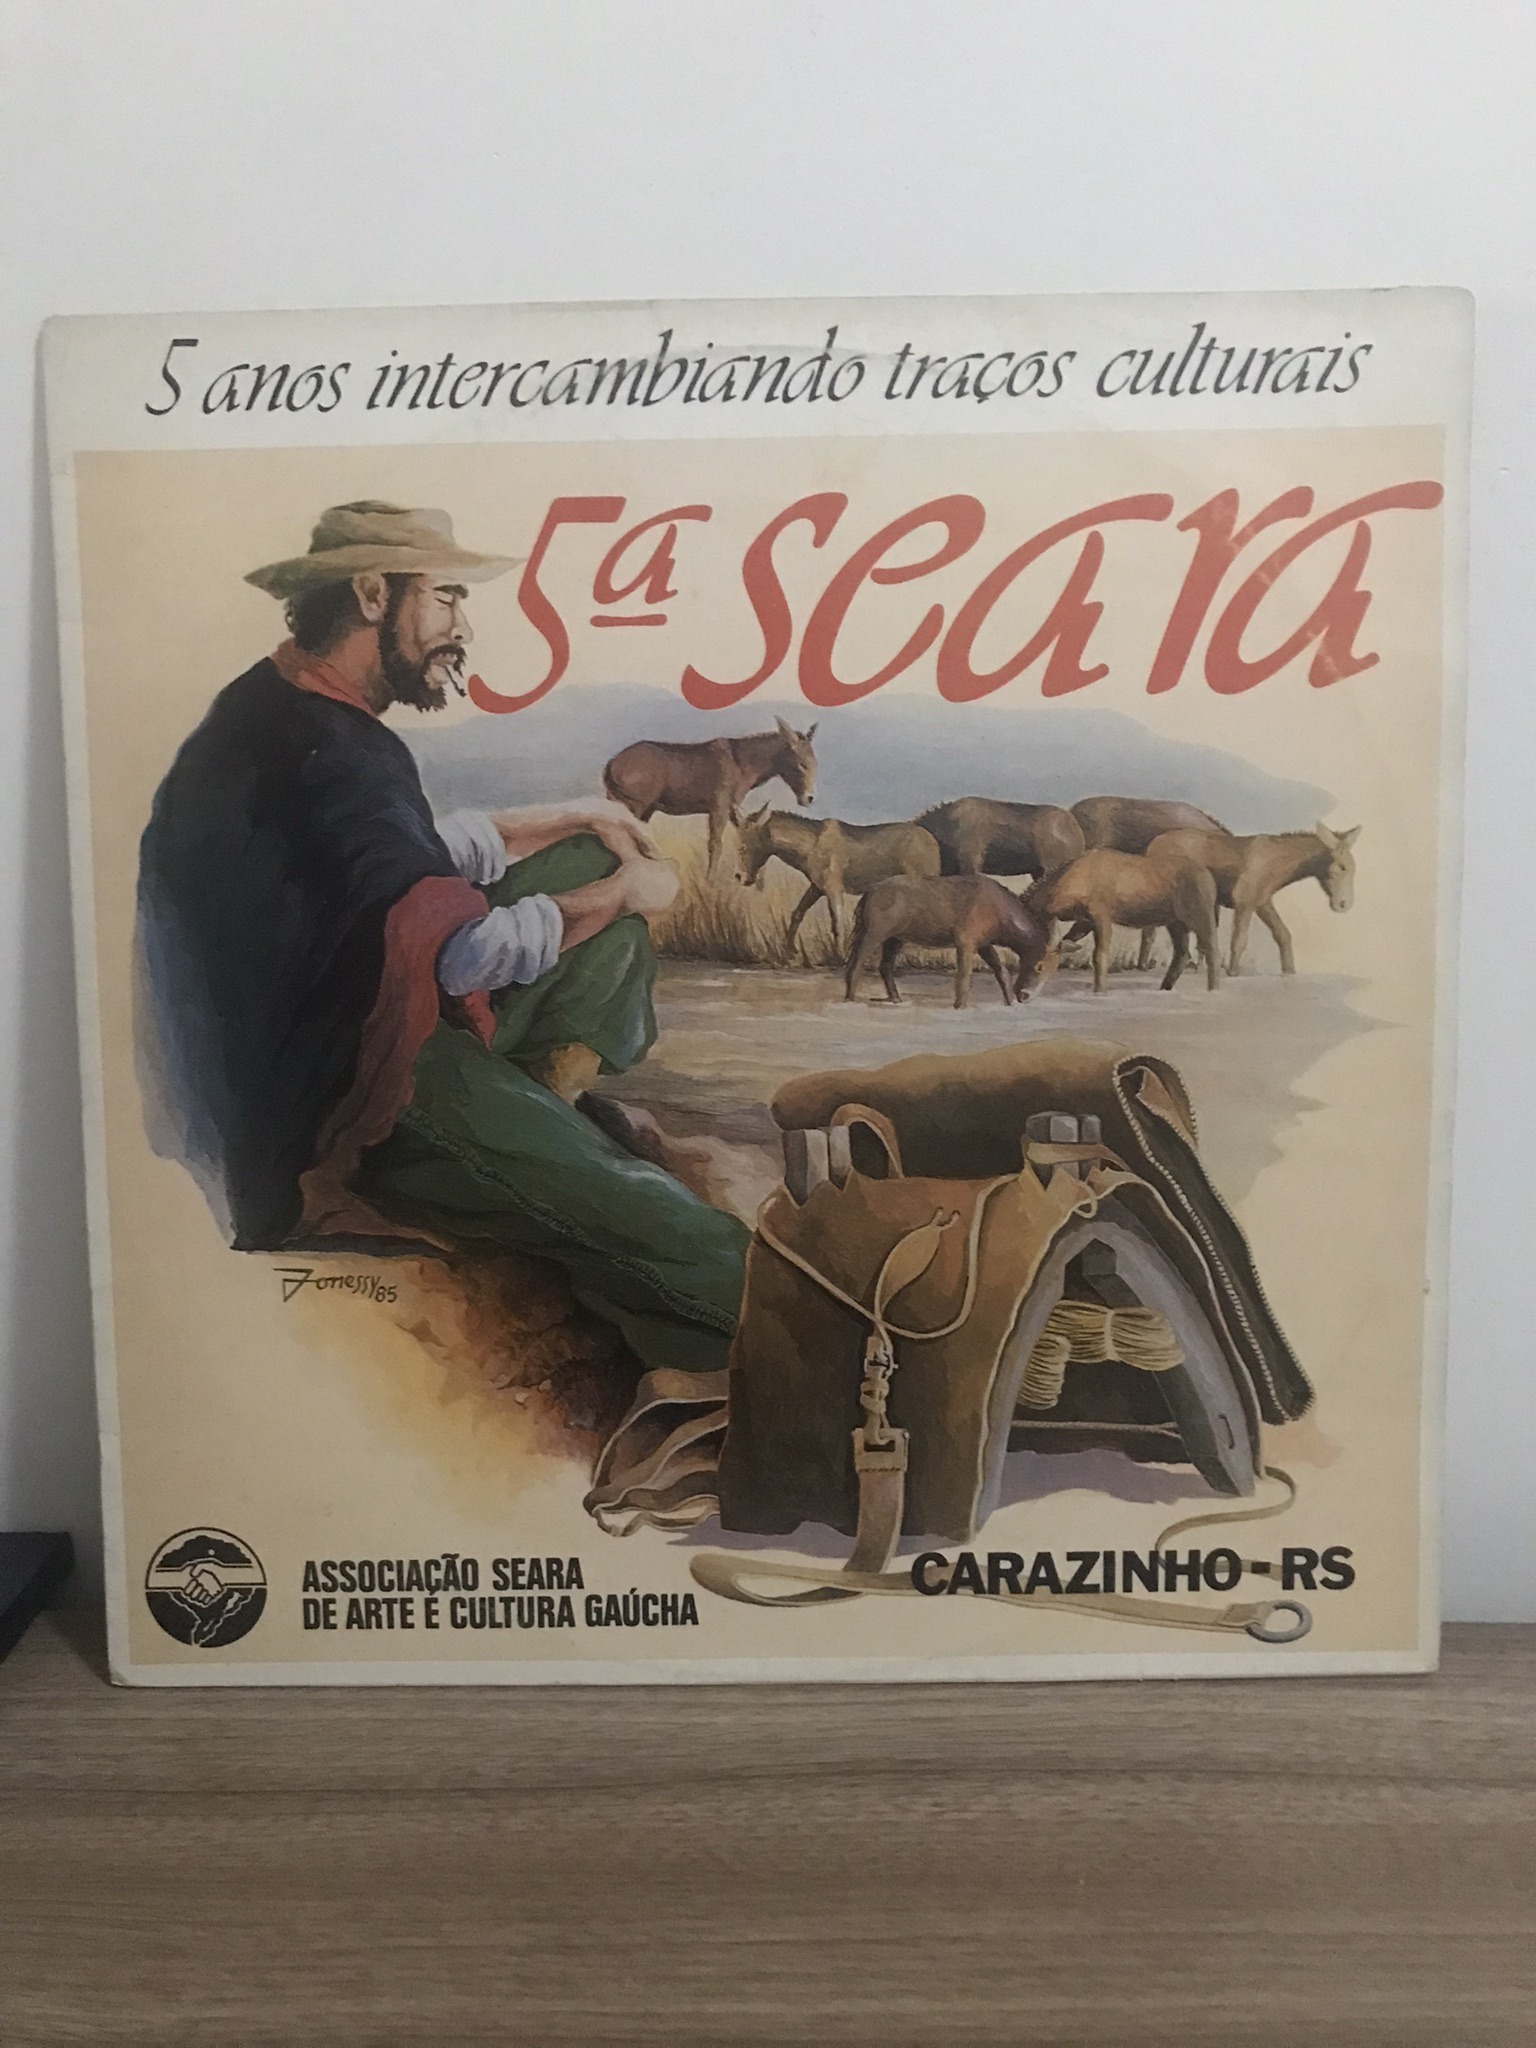 5 anos intercambiando traços culturais
5ª seara
Jonessy 85
ASSOCIAÇÃO SEARA
DE ARTE E CULTURA GAÚCHA
CARAZINHO-RS